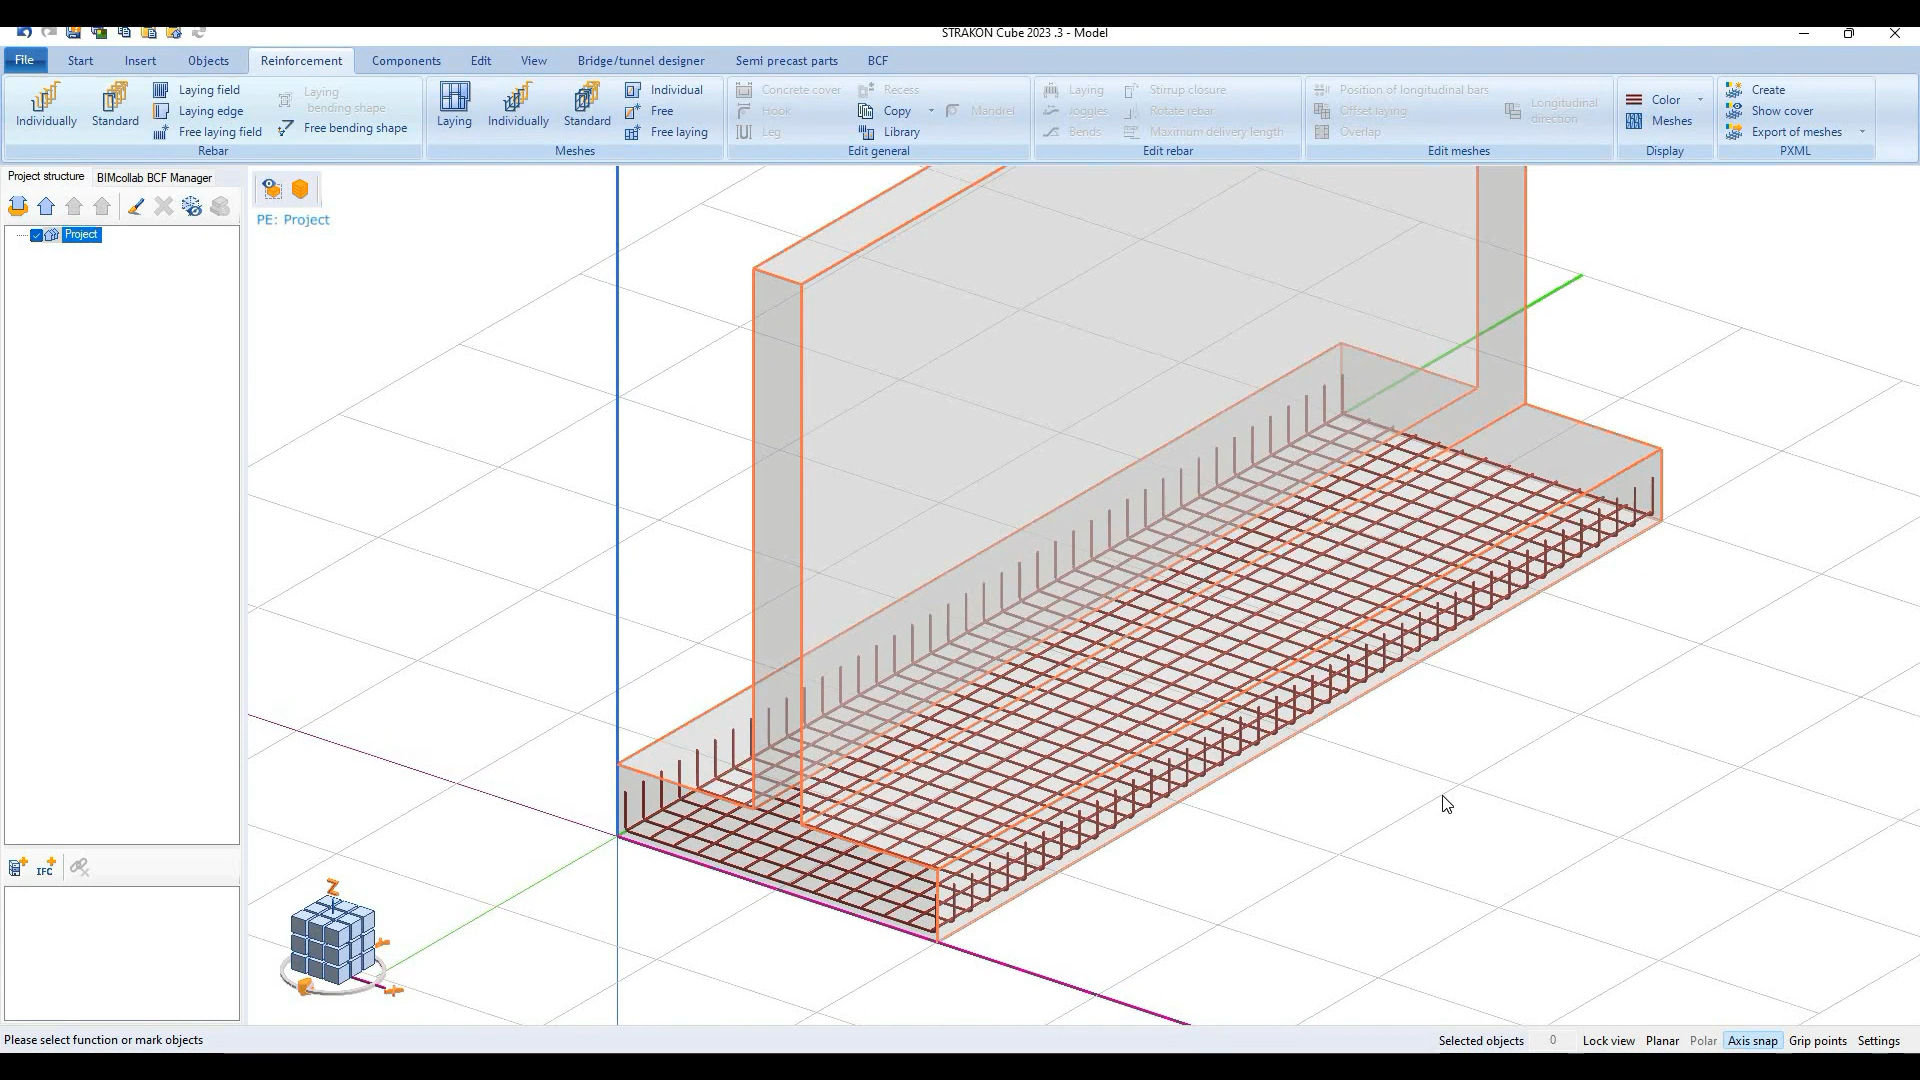 STRAKON Cube 2023 .3 - Model
File Start Insert Objects Reinforcement Components Edit View Bridge/tunnel designer Semi precast parts BCF
Individually
Standard
Laying field
Laying edge
Free laying field
Laying
bending shape
Free bending shape
Rebar
Laying
Individually
Standard
Individual
Free
Free laying
Meshes
Concrete cover
Hook
Leg
Recess
Copy
Library
Mandrel
Edit general
Laying
Joggles
Bends
Stirrup closure
Rotate rebar
Maximum delivery length
Edit rebar
Position of longitudinal bars
Offset laying
Overlap
Longitudinal
direction
Edit meshes
Color
Meshes
Display
Create
Show cover
Export of meshes
PXML
Project structure BIMcollab BCF Manager
Project
PE: Project
IFC
Z
Please select function or mark objects
Selected objects 0 Lock view Planar Polar Axis snap Grip points Settings